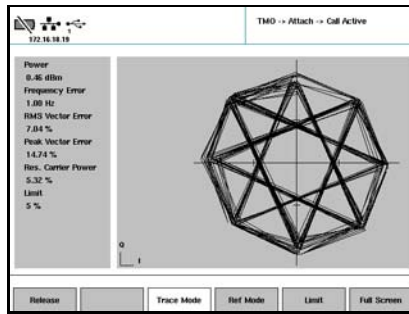 1
172.16.18.19
TMO -> Attach -> Call Active
Power
0.46 dBm
Frequency Error
1.00 Hz
RMS Vector Error
7.04 %
Peak Vector Error
14.74 %
Res. Carrier Power
5.32 %
Limit
5 %
Q
I
Release
Trace Mode
Ref Mode
Limit
Full Screen